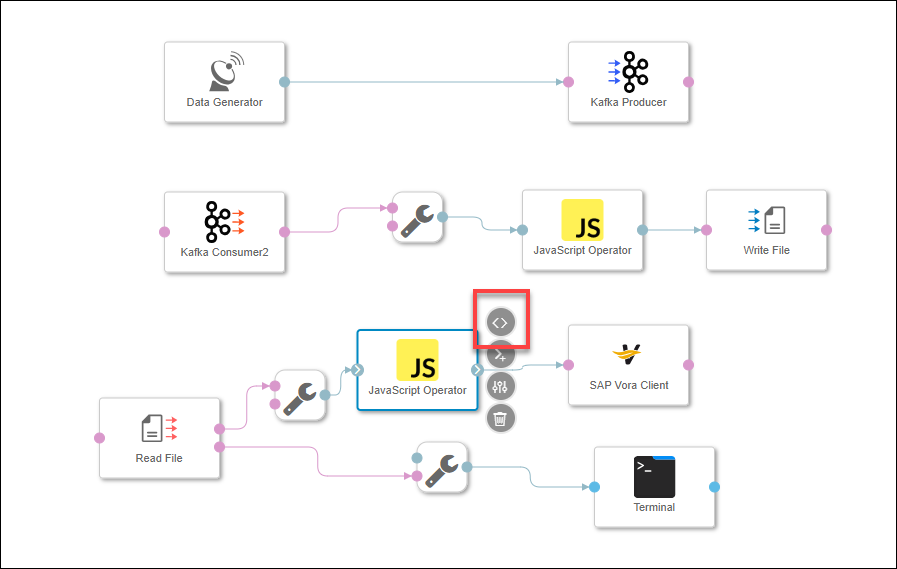 Data Generator
Kafka Producer
Kafka Consumer2
JS
JavaScript Operator
Write File
JS
JavaScript Operator
SAP Vora Client
Read File
>_
Terminal